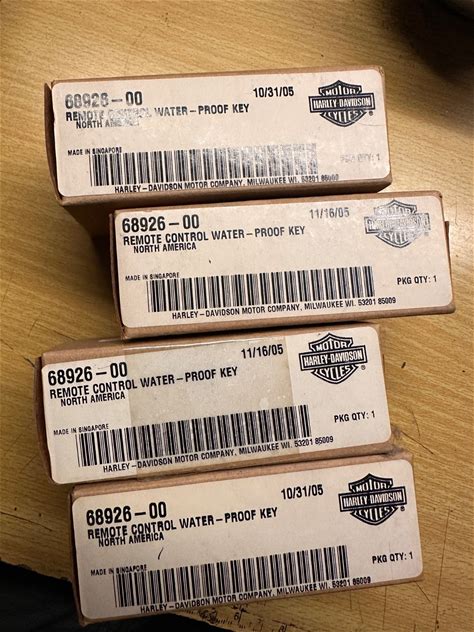 68926-00 10/31/05
REMOTE CONTROL WATER-PROOF KEY
NORTH AMERICA
MOTOR
HARLEY-DAVIDSON
CYCLES
MADE IN SINGAPORE
PKG QTY: 1
HARLEY-DAVIDSON MOTOR COMPANY, MILWAUKEE WI. 53201 85009
68926-00 11/16/05
REMOTE CONTROL WATER-PROOF KEY
NORTH AMERICA
MOTOR
HARLEY-DAVIDSON
CYCLES
MADE IN SINGAPORE
PKG QTY: 1
HARLEY-DAVIDSON MOTOR COMPANY, MILWAUKEE WI. 53201 85009
68926-00 11/16/05
REMOTE CONTROL WATER-PROOF KEY
NORTH AMERICA
MOTOR
HARLEY-DAVIDSON
CYCLES
MADE IN SINGAPORE
PKG QTY: 1
HARLEY-DAVIDSON MOTOR COMPANY, MILWAUKEE WI. 53201 85009
68926-00 10/31/05
REMOTE CONTROL WATER-PROOF KEY
NORTH AMERICA
MOTOR
HARLEY-DAVIDSON
CYCLES
MADE IN SINGAPORE
PKG QTY: 1
HARLEY-DAVIDSON MOTOR COMPANY, MILWAUKEE WI. 53201 85009